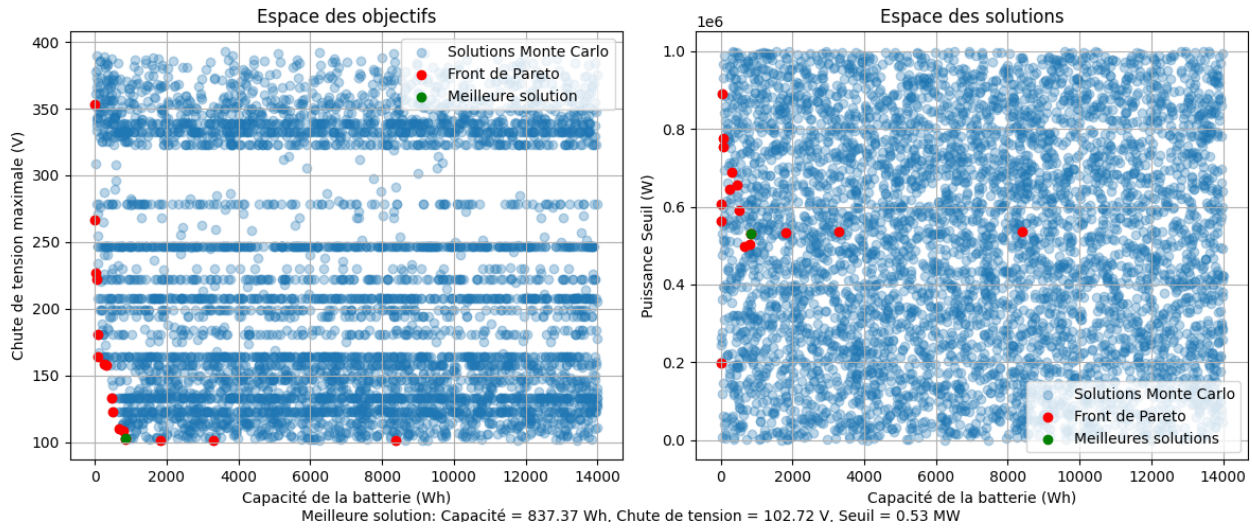 Espace des objectifs
400
350
300
250
200
150
100
Chute de tension maximale (V)
Solutions Monte Carlo
Front de Pareto
Meilleure solution
0
2000
4000
6000
8000
10000
12000
14000
Capacité de la batterie (Wh)
Espace des solutions
1e6
1.0
0.8
0.6
0.4
0.2
0.0
Puissance Seuil (W)
Solutions Monte Carlo
Front de Pareto
Meilleures solutions
0
2000
4000
6000
8000
10000
12000
14000
Capacité de la batterie (Wh)
Meilleure solution: Capacité = 837.37 Wh, Chute de tension = 102.72 V, Seuil = 0.53 MW